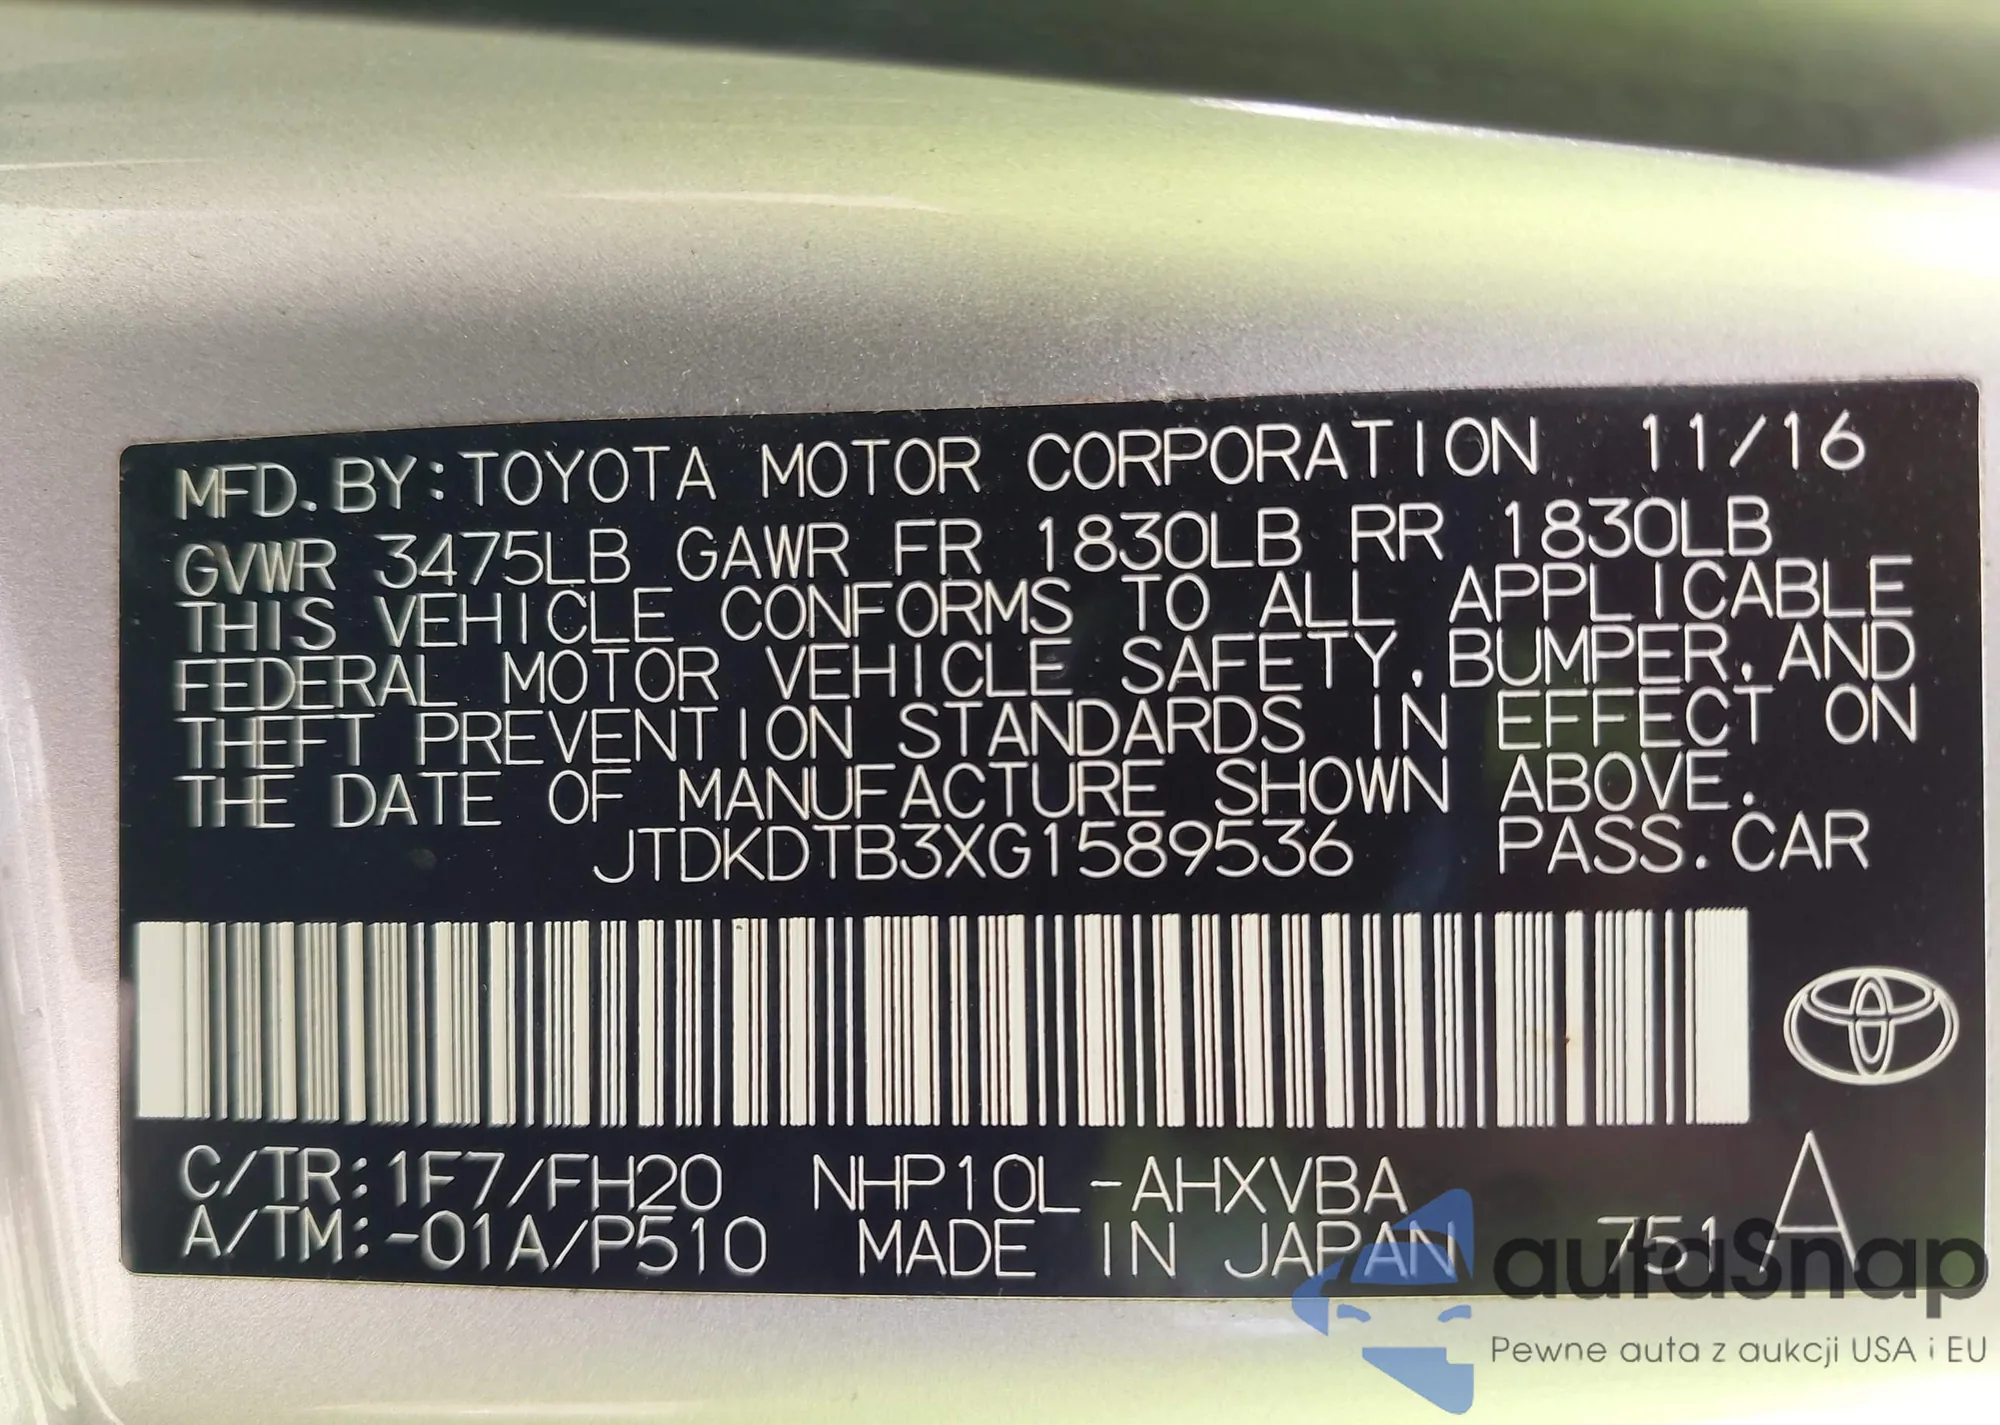 MFD. BY: TOYOTA MOTOR CORPORATION 11/16
GVWR 3475LB GAWR FR 1830LB RR 1830LB
THIS VEHICLE CONFORMS TO ALL APPLICABLE
FEDERAL MOTOR VEHICLE SAFETY, BUMPER, AND
THEFT PREVENTION STANDARDS IN EFFECT ON
THE DATE OF MANUFACTURE SHOWN ABOVE.
JTDKDTB3XG1589536 PASS. CAR
C/TR: 1F7/FH20 NHP10L-AHXVBA
A/TM: -01A/P510 MADE IN JAPAN 751 A
autaSnap
Pewne auta z aukcji USA i EU